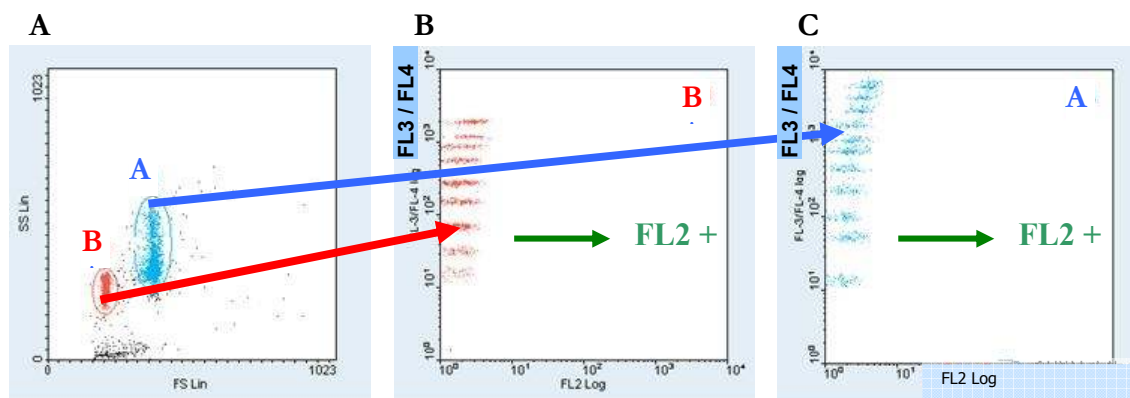 A
1023
SS Lin
0
A
B
FS Lin
1023
B
FL3 / FL4
FL-3/FL-4 lag
10⁴
10³
10²
10¹
10⁰
B
FL2 +
10⁰
10¹
10²
10³
10⁴
FL2 Log
C
FL3 / FL4
FL-3/FL-4 lag
10⁴
10³
10²
10¹
10⁰
A
FL2 +
10⁰
10¹
FL2 Log